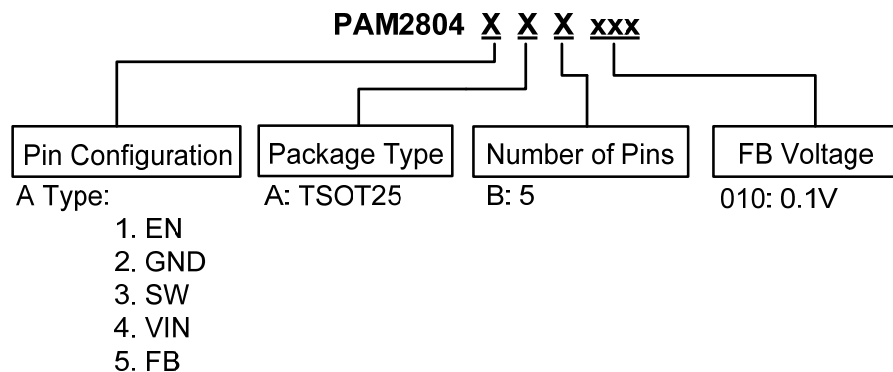 PAM2804 X X X xxx
Pin Configuration
Package Type
Number of Pins
FB Voltage
A Type:
A: TSOT25
B: 5
010: 0.1V
1. EN
2. GND
3. SW
4. VIN
5. FB